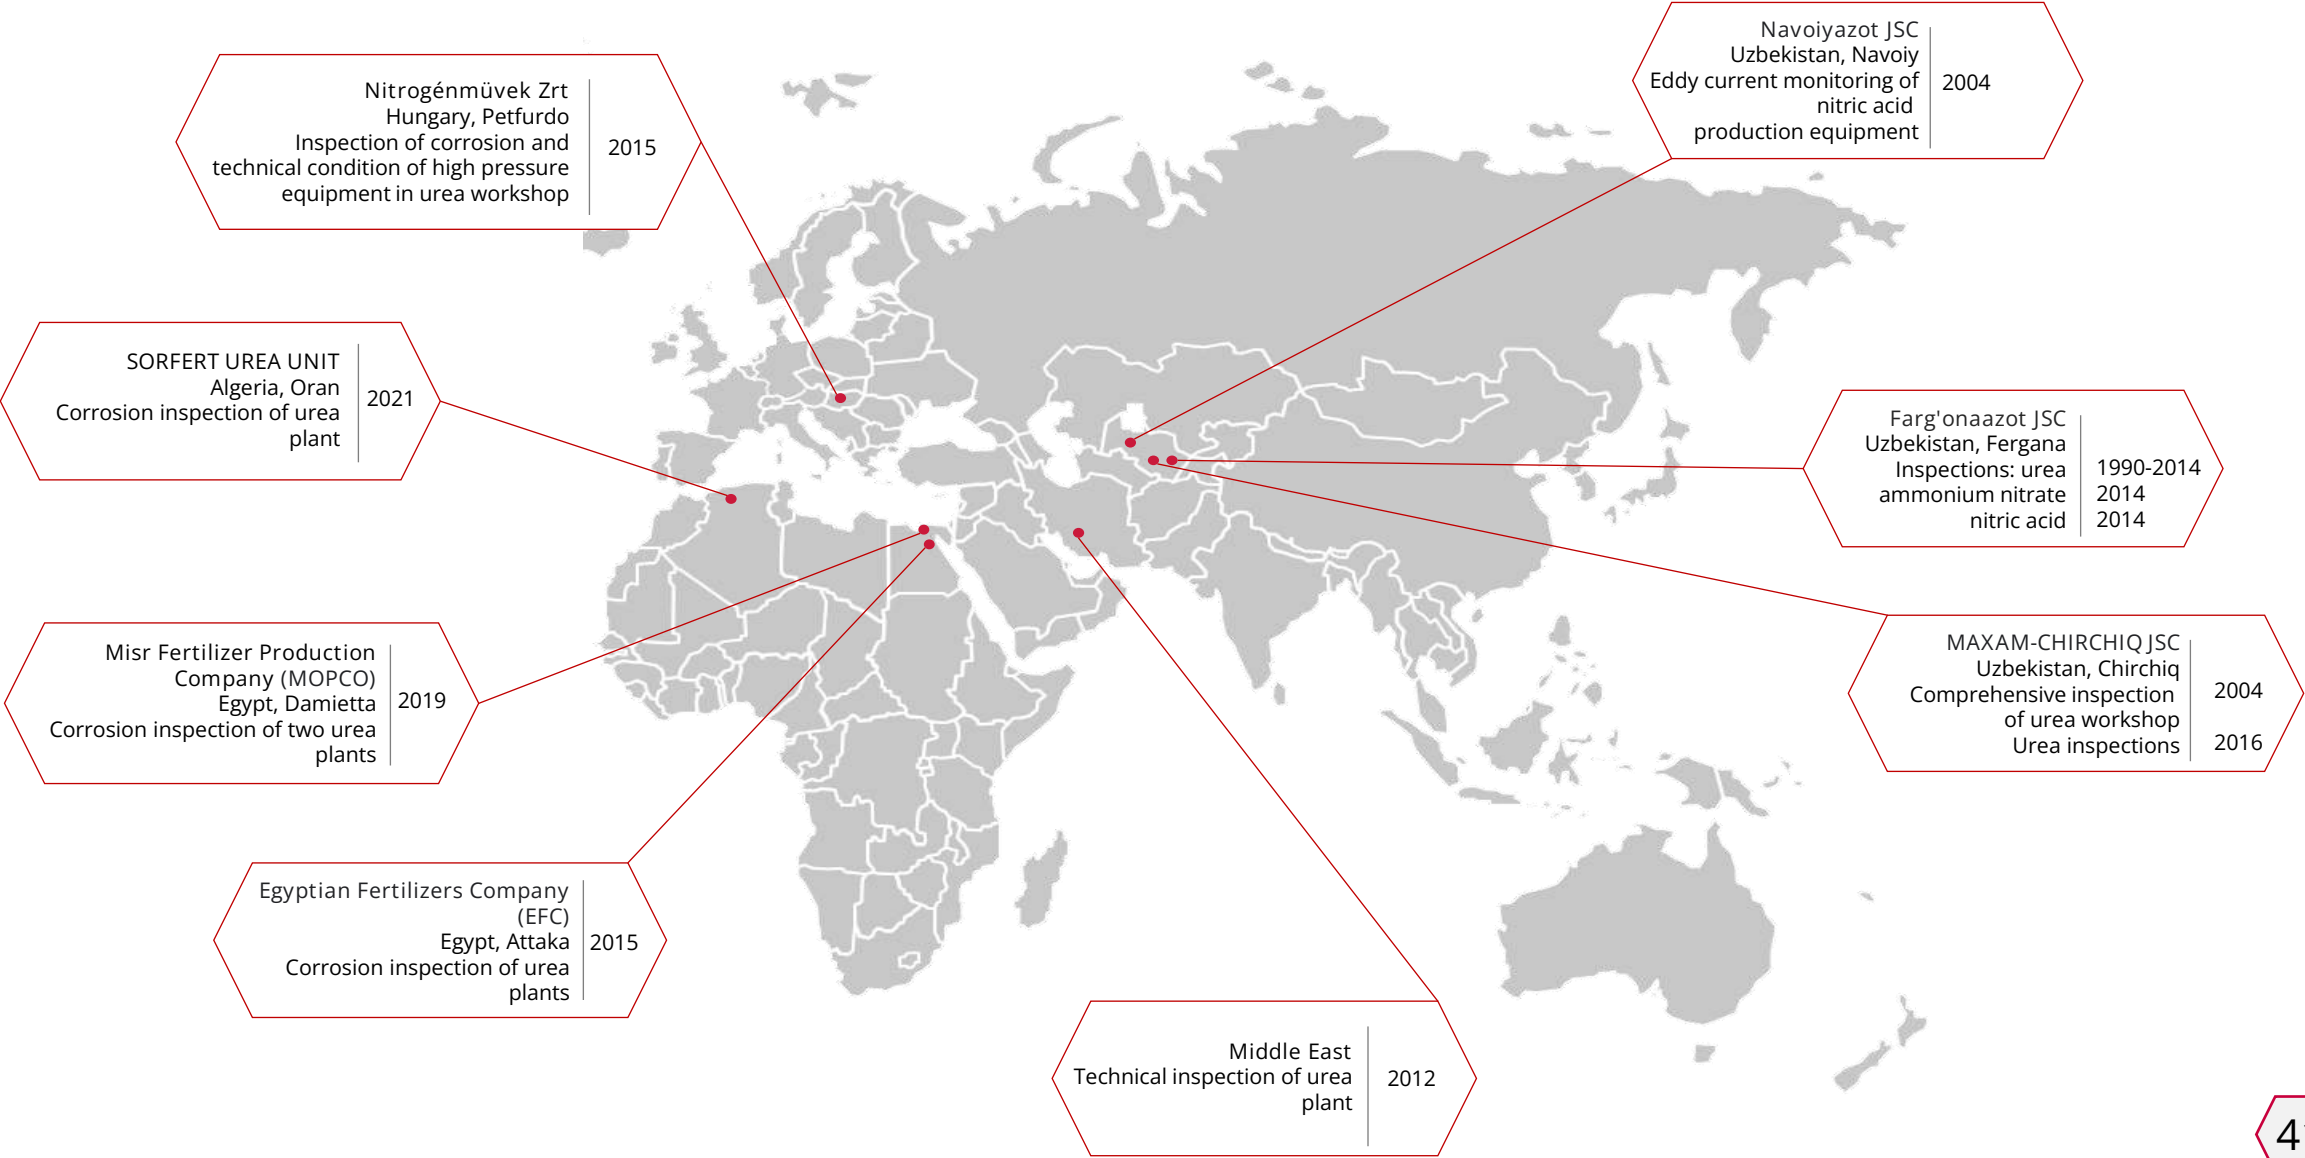 Nitrogénmüvek Zrt
Hungary, Petfurdo
Inspection of corrosion and
technical condition of high pressure
equipment in urea workshop
2015
Navoiyazot JSC
Uzbekistan, Navoiy
Eddy current monitoring of
nitric acid
production equipment
2004
SORFERT UREA UNIT
Algeria, Oran
Corrosion inspection of urea
plant
2021
Farg'onaazot JSC
Uzbekistan, Fergana
Inspections: urea
ammonium nitrate
nitric acid
1990-2014
2014
2014
Misr Fertilizer Production
Company (MOPCO)
Egypt, Damietta
Corrosion inspection of two urea
plants
2019
MAXAM-CHIRCHIQ JSC
Uzbekistan, Chirchiq
Comprehensive inspection
of urea workshop
Urea inspections
2004
2016
Egyptian Fertilizers Company
(EFC)
Egypt, Attaka
Corrosion inspection of urea
plants
2015
Middle East
Technical inspection of urea
plant
2012